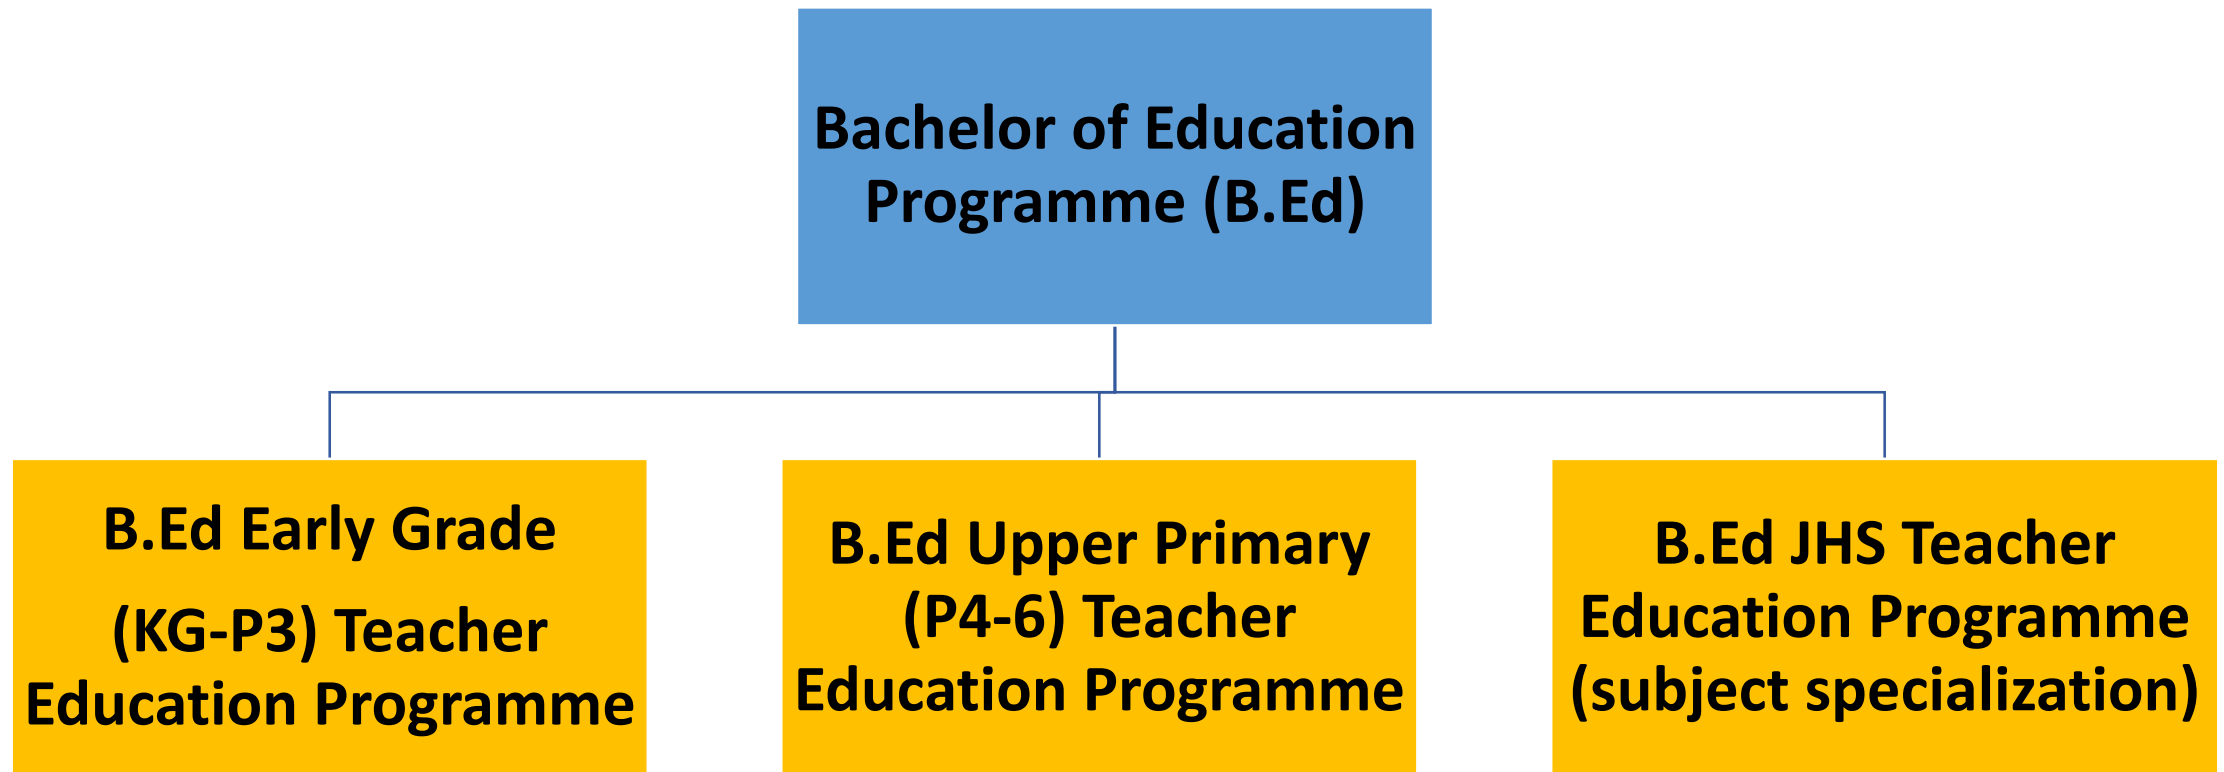 Bachelor of Education
Programme (B.Ed)
B.Ed Early Grade
(KG-P3) Teacher
Education Programme
B.Ed Upper Primary
(P4-6) Teacher
Education Programme
B.Ed JHS Teacher
Education Programme
(subject specialization)